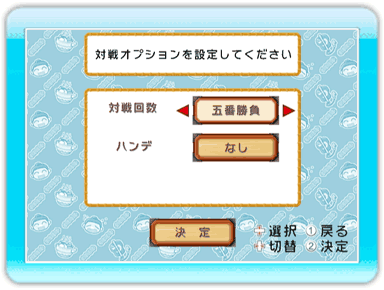 対戦オプションを設定してください
対戦回数 五番勝負
ハンデ なし
決定
選択 ①戻る
切替 ②決定